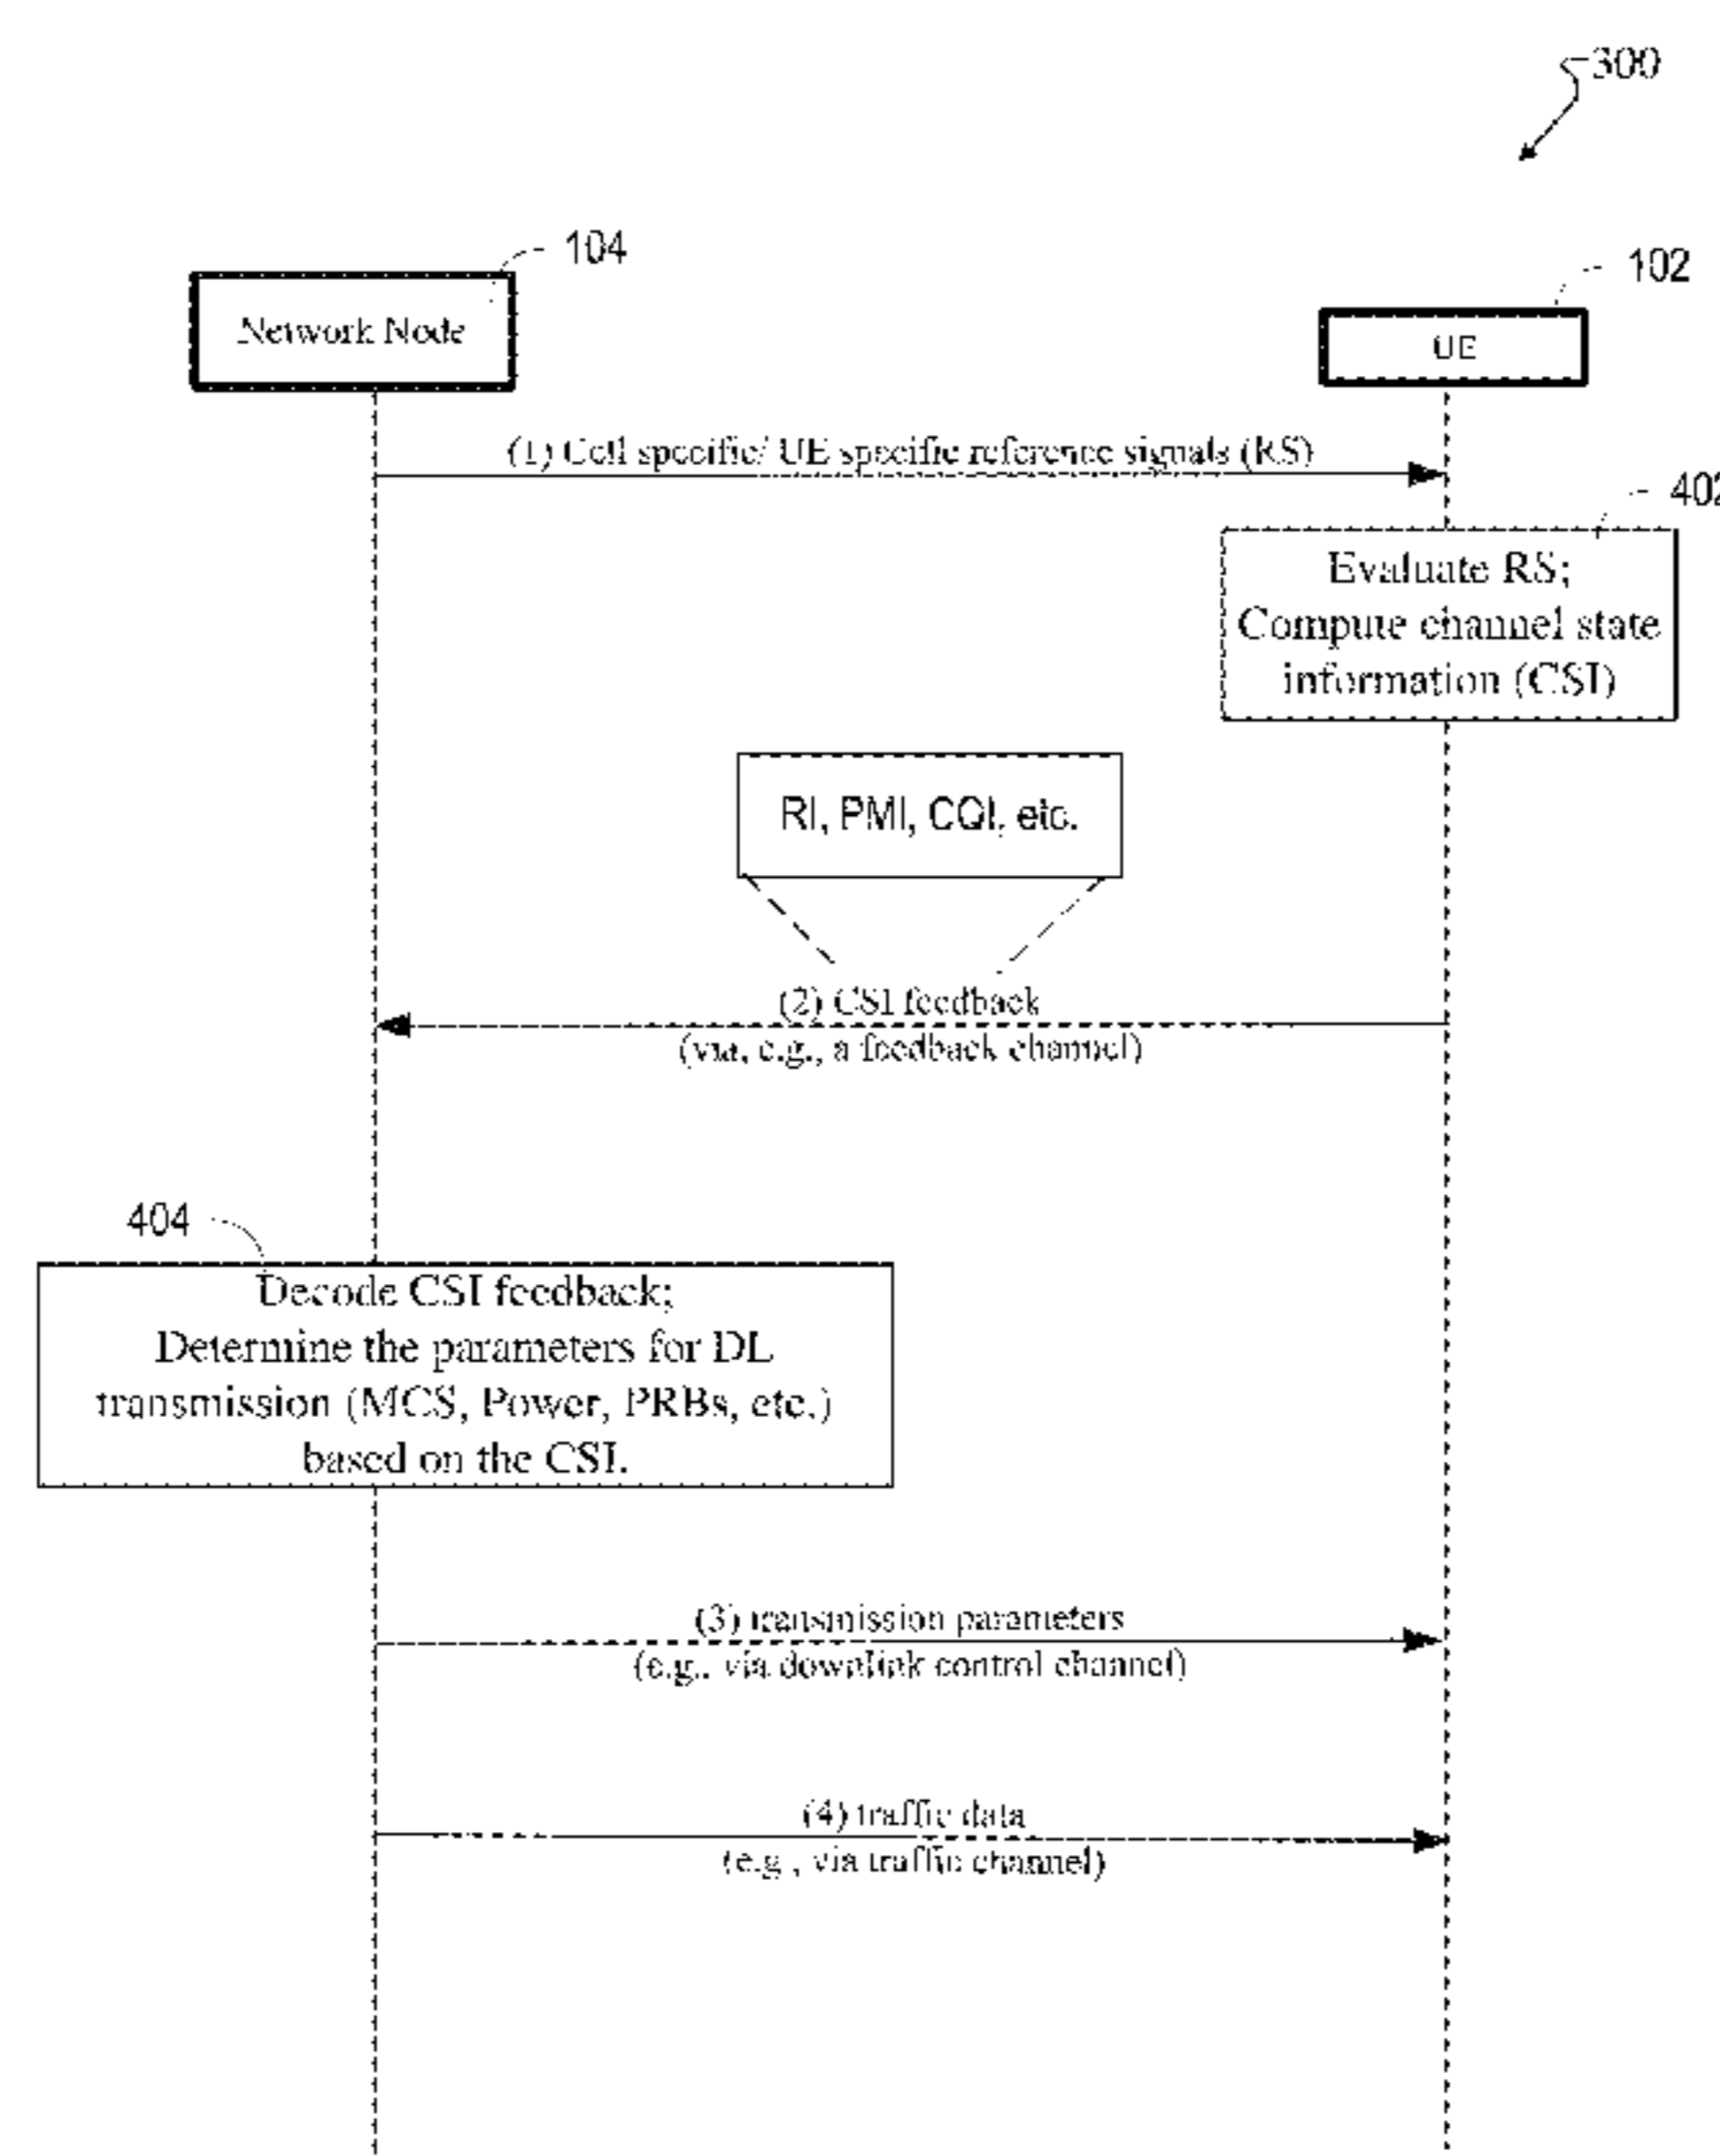 300
104
102
Network Node
UE
(1) Cell specific/ UE specific reference signals (RS)
402
Evaluate RS;
Compute channel state
information (CSI)
RI, PMI, CQI, etc.
(2) CSI feedback
(via, e.g., a feedback channel)
404
Decode CSI feedback;
Determine the parameters for DL
transmission (MCS, Power, PRBs, etc.)
based on the CSI.
(3) transmission parameters
(e.g., via downlink control channel)
(4) traffic data
(e.g., via traffic channel)